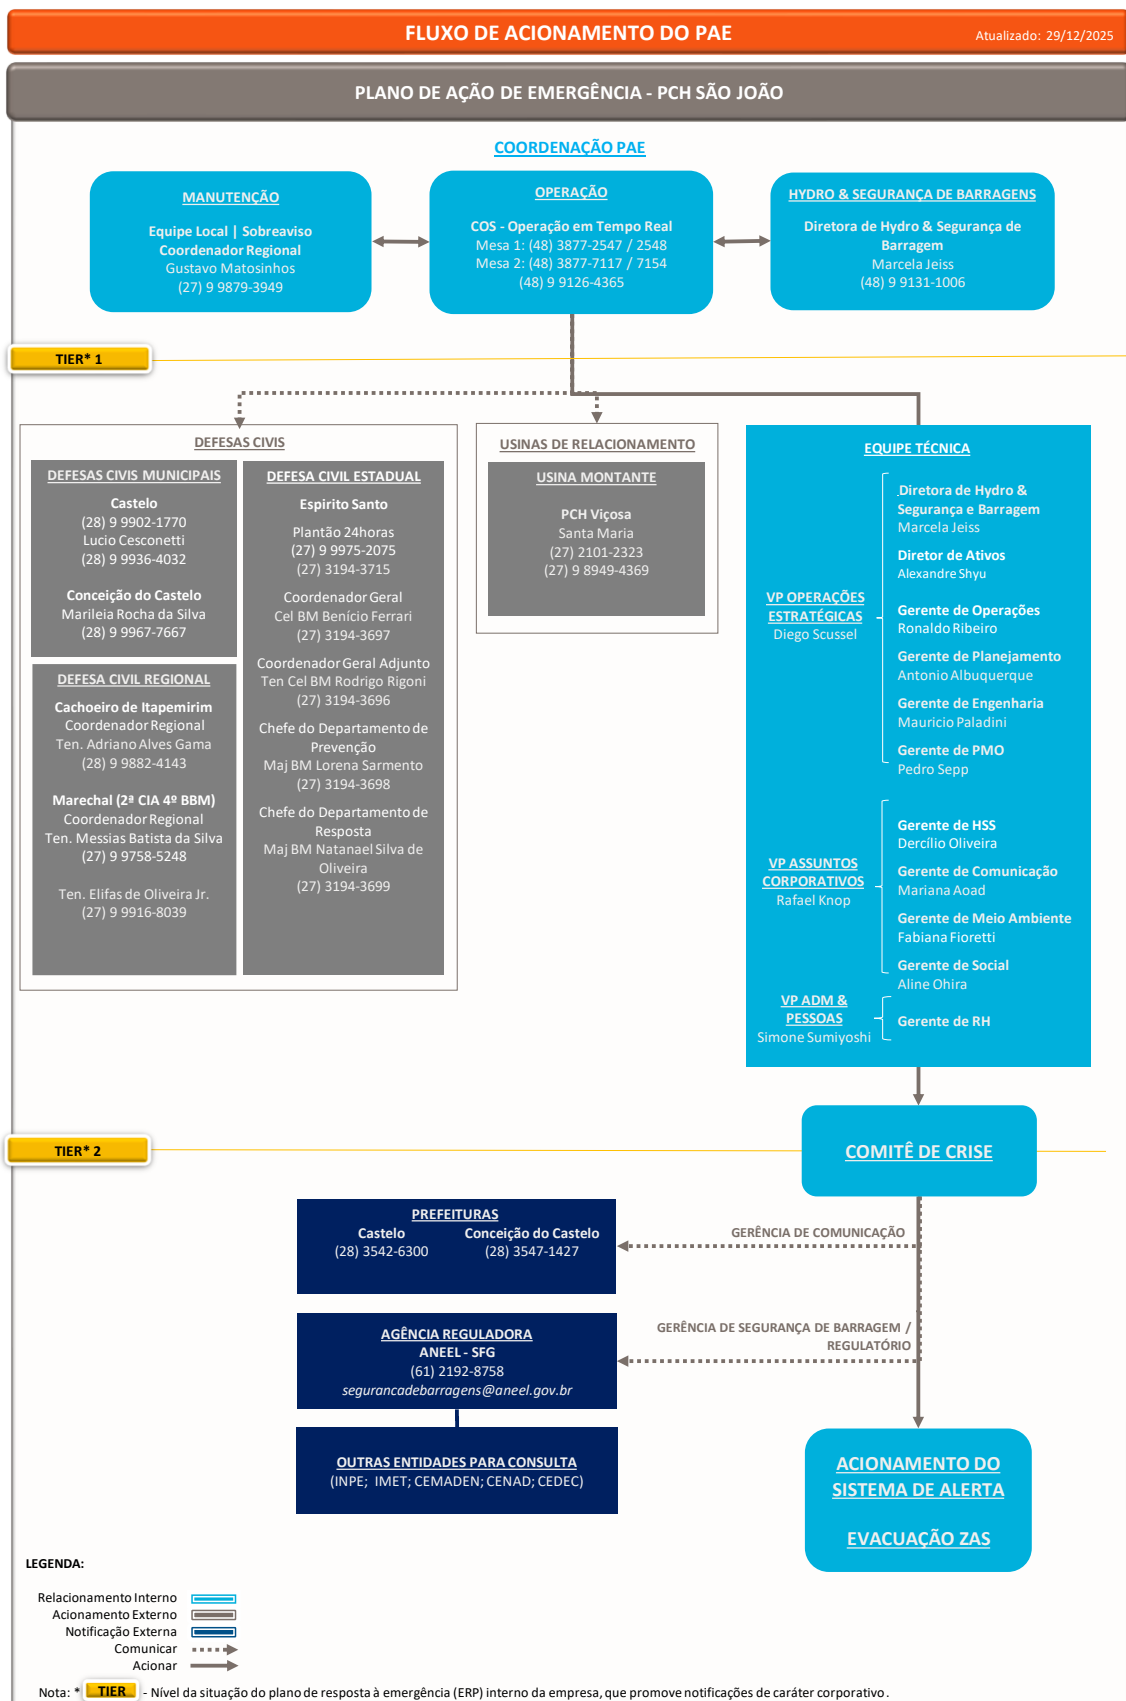 FLUXO DE ACIONAMENTO DO PAE
Atualizado: 29/12/2025
PLANO DE AÇÃO DE EMERGÊNCIA - PCH SÃO JOÃO
COORDENAÇÃO PAE
MANUTENÇÃO
Equipe Local | Sobreaviso
Coordenador Regional
Gustavo Matosinhos
(27) 9 9879-3949
OPERAÇÃO
COS - Operação em Tempo Real
Mesa 1: (48) 3877-2547 / 2548
Mesa 2: (48) 3877-7117 / 7154
(48) 9 9126-4365
HYDRO & SEGURANÇA DE BARRAGENS
Diretora de Hydro & Segurança de
Barragem
Marcela Jeiss
(48) 9 9131-1006
TIER* 1
DEFESAS CIVIS
DEFESAS CIVIS MUNICIPAIS
Castelo
(28) 9 9902-1770
Lucio Cesconetti
(28) 9 9936-4032
Conceição do Castelo
Marileia Rocha da Silva
(28) 9 9967-7667
DEFESA CIVIL REGIONAL
Cachoeiro de Itapemirim
Coordenador Regional
Ten. Adriano Alves Gama
(28) 9 9882-4143
Marechal (2ª CIA 4º BBM)
Coordenador Regional
Ten. Messias Batista da Silva
(27) 9 9758-5248
Ten. Elifas de Oliveira Jr.
(27) 9 9916-8039
DEFESA CIVIL ESTADUAL
Espirito Santo
Plantão 24horas
(27) 9 9975-2075
(27) 3194-3715
Coordenador Geral
Cel BM Benício Ferrari
(27) 3194-3697
Coordenador Geral Adjunto
Ten Cel BM Rodrigo Rigoni
(27) 3194-3696
Chefe do Departamento de
Prevenção
Maj BM Lorena Sarmento
(27) 3194-3698
Chefe do Departamento de
Resposta
Maj BM Natanael Silva de
Oliveira
(27) 3194-3699
USINAS DE RELACIONAMENTO
USINA MONTANTE
PCH Viçosa
Santa Maria
(27) 2101-2323
(27) 9 8949-4369
EQUIPE TÉCNICA
VP OPERAÇÕES
ESTRATÉGICAS
Diego Scussel
Diretora de Hydro &
Segurança e Barragem
Marcela Jeiss
Diretor de Ativos
Alexandre Shyu
Gerente de Operações
Ronaldo Ribeiro
Gerente de Planejamento
Antonio Albuquerque
Gerente de Engenharia
Mauricio Paladini
Gerente de PMO
Pedro Sepp
VP ASSUNTOS
CORPORATIVOS
Rafael Knop
Gerente de HSS
Dercílio Oliveira
Gerente de Comunicação
Mariana Aoad
Gerente de Meio Ambiente
Fabiana Fioretti
Gerente de Social
Aline Ohira
VP ADM &
PESSOAS
Simone Sumiyoshi
Gerente de RH
TIER* 2
COMITÊ DE CRISE
PREFEITURAS
Castelo
(28) 3542-6300
Conceição do Castelo
(28) 3547-1427
GERÊNCIA DE COMUNICAÇÃO
AGÊNCIA REGULADORA
ANEEL - SFG
(61) 2192-8758
segurancadebarragens@aneel.gov.br
GERÊNCIA DE SEGURANÇA DE BARRAGEM /
REGULATÓRIO
OUTRAS ENTIDADES PARA CONSULTA
(INPE; IMET; CEMADEN; CENAD; CEDEC)
ACIONAMENTO DO
SISTEMA DE ALERTA
EVACUAÇÃO ZAS
LEGENDA:
Relacionamento Interno
Acionamento Externo
Notificação Externa
Comunicar
Acionar
Nota: * TIER - Nível da situação do plano de resposta à emergência (ERP) interno da empresa, que promove notificações de caráter corporativo.